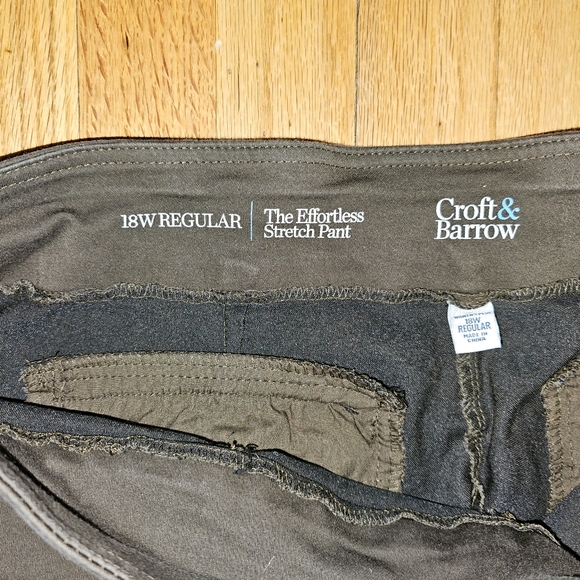 18W REGULAR
The Effortless
Stretch Pant
Croft&
Barrow
18W
REGULAR
MADE IN
CHINA